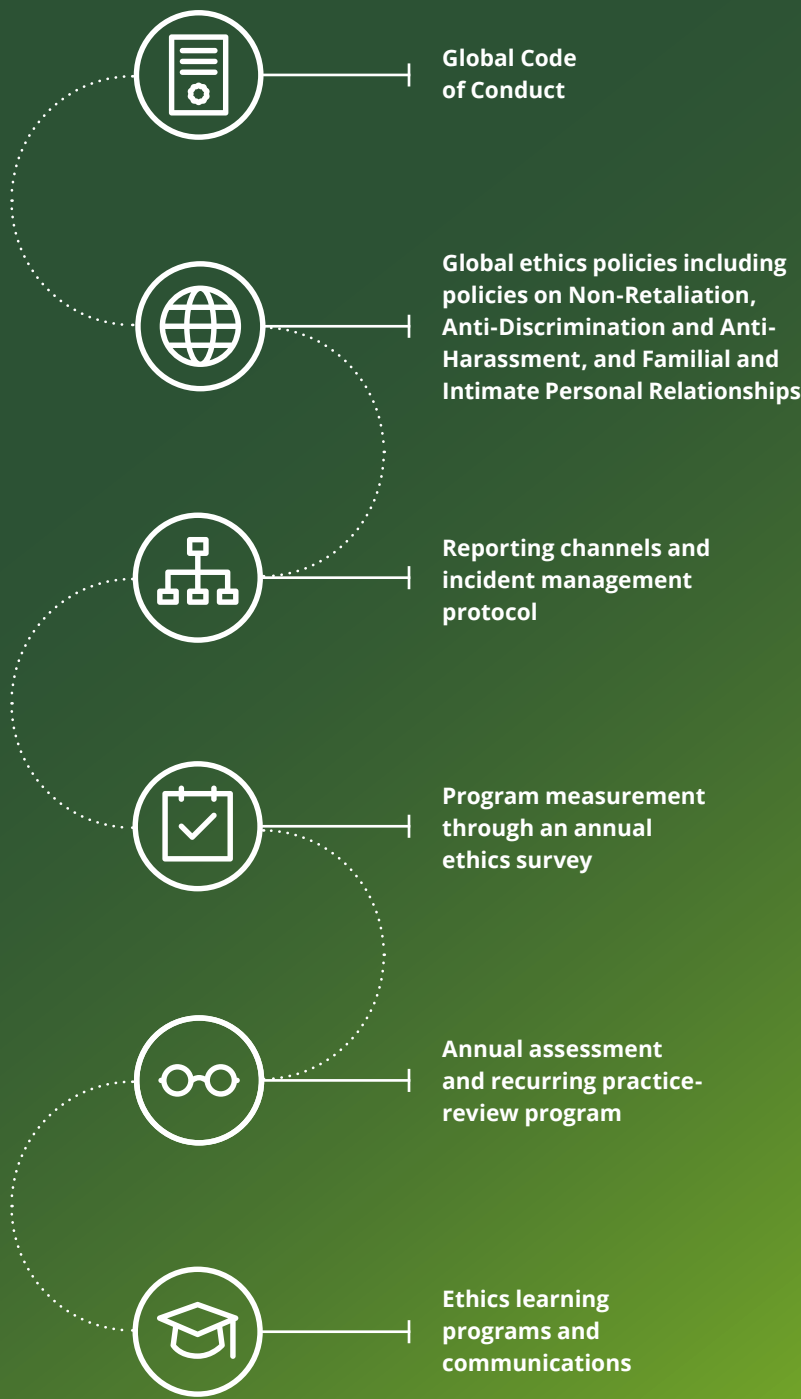 Global Code
of Conduct
Global ethics policies including
policies on Non-Retaliation,
Anti-Discrimination and Anti-
Harassment, and Familial and
Intimate Personal Relationships
Reporting channels and
incident management
protocol
Program measurement
through an annual
ethics survey
Annual assessment
and recurring practice-
review program
Ethics learning
programs and
communications